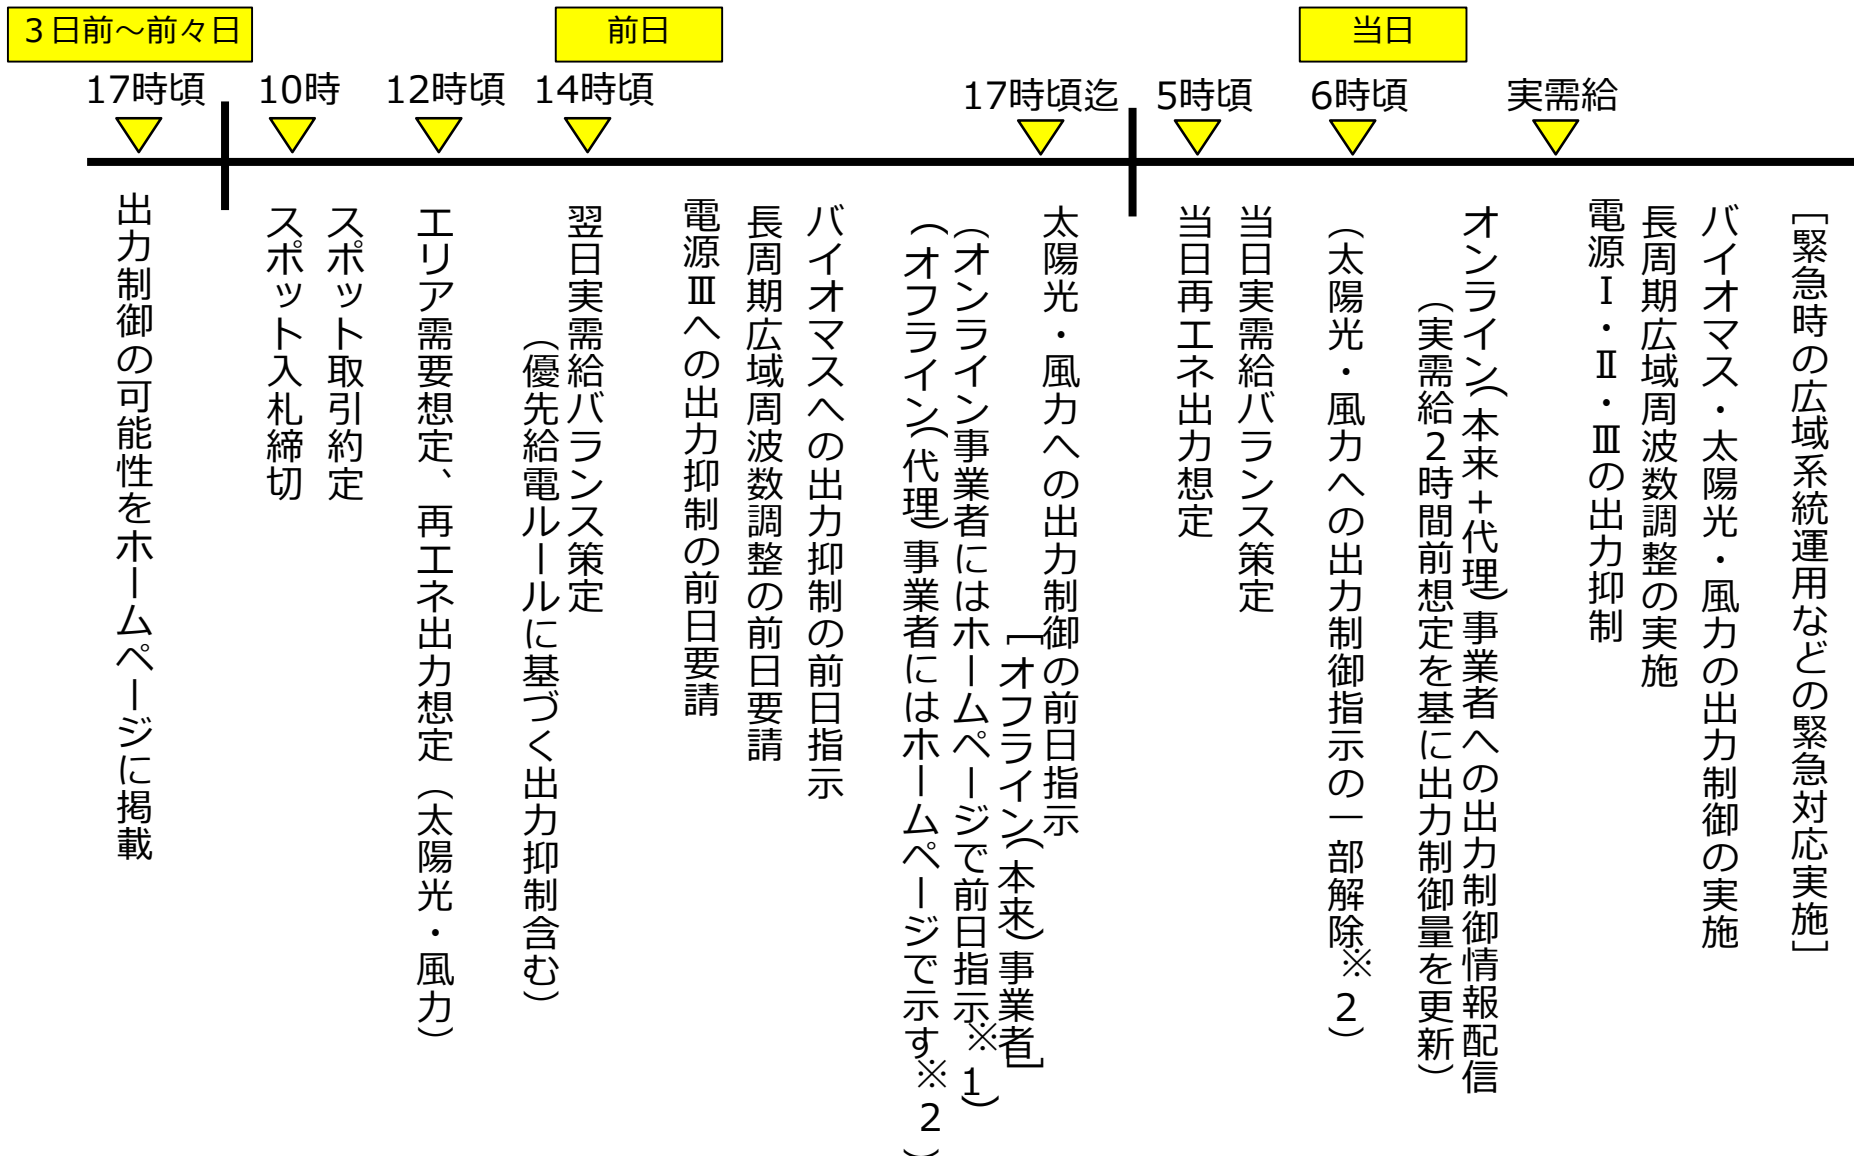 ３日前～前々日
前日
当日
17時頃
10時
12時頃
14時頃
17時頃迄
5時頃
6時頃
実需給
出力制御の可能性をホームページに掲載
スポット入札締切
スポット取引約定
エリア需要想定、再エネ出力想定（太陽光・風力）
翌日実需給バランス策定
（優先給電ルールに基づく出力抑制含む）
電源Ⅲへの出力抑制の前日要請
長周期広域周波数調整の前日要請
バイオマスへの出力抑制の前日指示
太陽光・風力への出力制御の前日指示
［オフライン（本来）事業者］
（オンライン事業者にはホームページで前日指示※1）
（オフライン（代理）事業者にはホームページで示す※2）
当日再エネ出力想定
当日実需給バランス策定
（太陽光・風力への出力制御指示の一部解除※2）
オンライン（本来+代理）事業者への出力制御情報配信
（実需給2時間前想定を基に出力制御量を更新）
電源Ⅰ・Ⅱ・Ⅲの出力抑制
長周期広域周波数調整の実施
バイオマス・太陽光・風力の出力制御の実施
［緊急時の広域系統運用などの緊急対応実施］